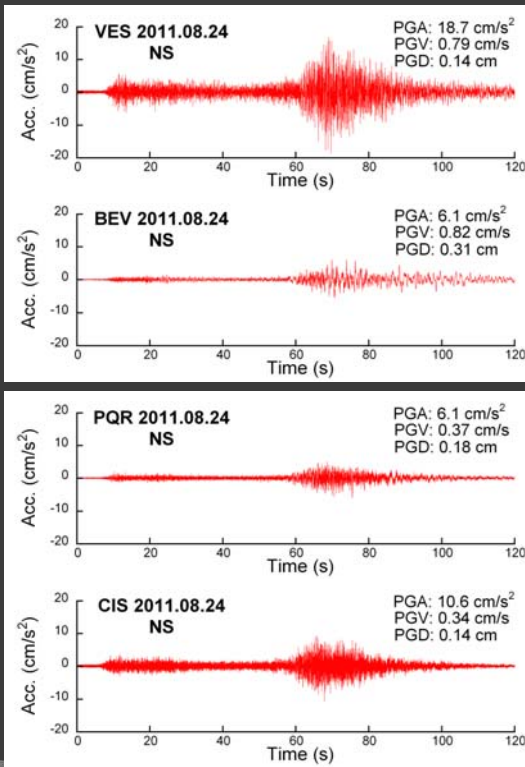 VES 2011.08.24
NS
PGA: 18.7 cm/s²
PGV: 0.79 cm/s
PGD: 0.14 cm
Acc. (cm/s²)
20
10
0
-10
-20
0 20 40 60 80 100 120
Time (s)
BEV 2011.08.24
NS
PGA: 6.1 cm/s²
PGV: 0.82 cm/s
PGD: 0.31 cm
Acc. (cm/s²)
20
10
0
-10
-20
0 20 40 60 80 100 120
Time (s)
PQR 2011.08.24
NS
PGA: 6.1 cm/s²
PGV: 0.37 cm/s
PGD: 0.18 cm
Acc. (cm/s²)
20
10
0
-10
-20
0 20 40 60 80 100 120
Time (s)
CIS 2011.08.24
NS
PGA: 10.6 cm/s²
PGV: 0.34 cm/s
PGD: 0.14 cm
Acc. (cm/s²)
20
10
0
-10
-20
0 20 40 60 80 100 120
Time (s)